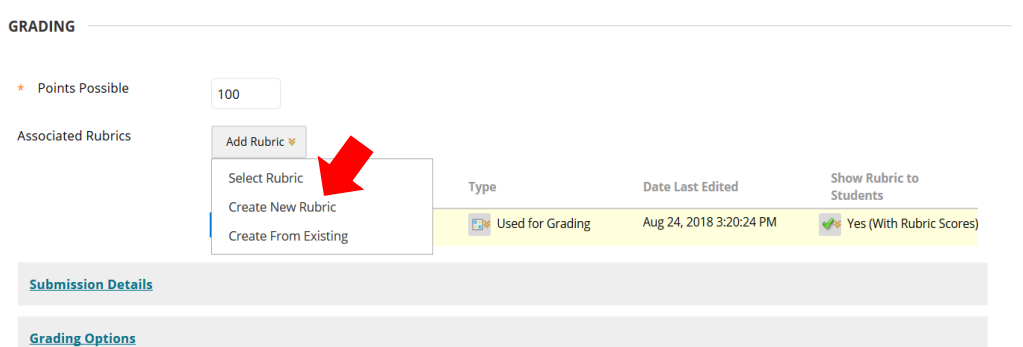 GRADING
* Points Possible
100
Associated Rubrics
Add Rubric
Select Rubric
Create New Rubric
Create From Existing
Type
Date Last Edited
Show Rubric to
Students
Used for Grading
Aug 24, 2018 3:20:24 PM
Yes (With Rubric Scores)
Submission Details
Grading Options